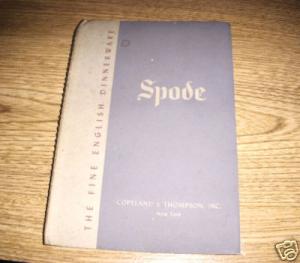 THE FINE ENGLISH DINNERWARE
Spode
COPELAND & THOMPSON, INC.
New York